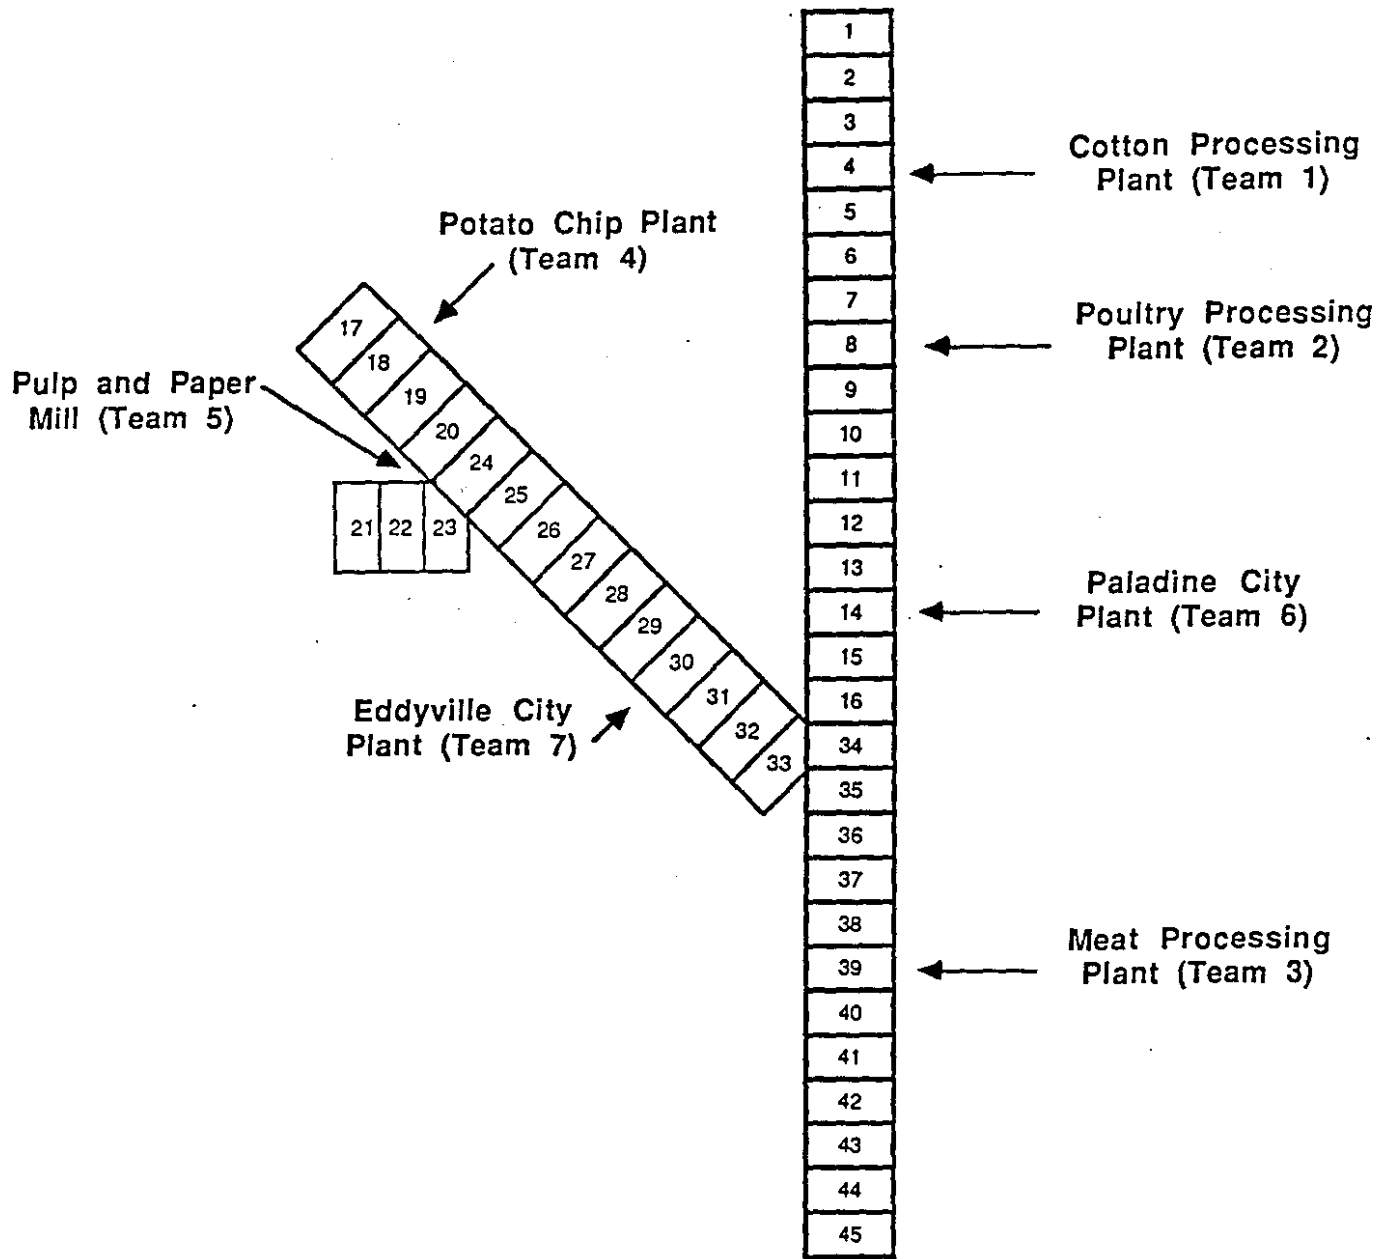 1
2
3
4
5
6
7
8
9
10
11
12
13
14
15
16
34
35
36
37
38
39
40
41
42
43
44
45
Cotton Processing
Plant (Team 1)
Poultry Processing
Plant (Team 2)
Paladine City
Plant (Team 6)
Meat Processing
Plant (Team 3)
Potato Chip Plant
(Team 4)
17
18
19
20
24
25
26
27
28
29
30
31
32
33
Pulp and Paper
Mill (Team 5)
21 22 23
Eddyville City
Plant (Team 7)